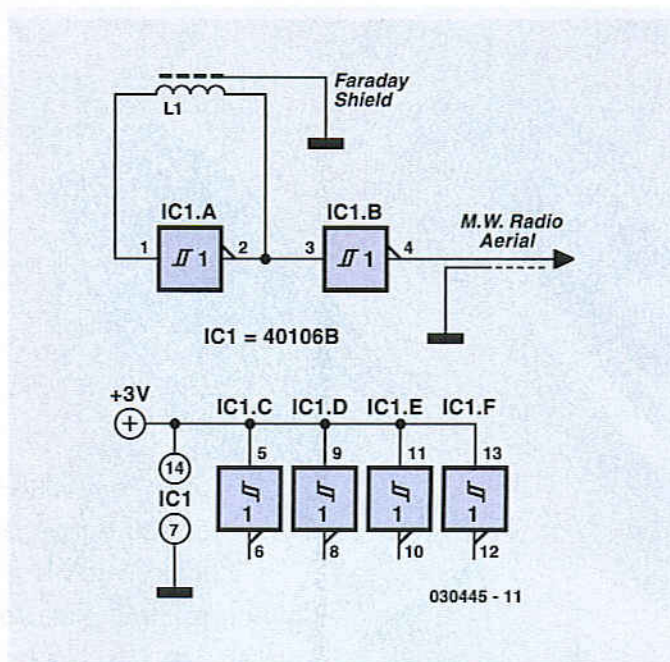 Faraday
Shield
L1
IC1.A
IC1.B
M.W. Radio
Aerial
1
1
2
3
1
4
IC1 = 40106B
+3V
IC1.C
IC1.D
IC1.E
IC1.F
14
5
9
11
13
IC1
7
1
1
1
1
6
8
10
12
030445 - 11